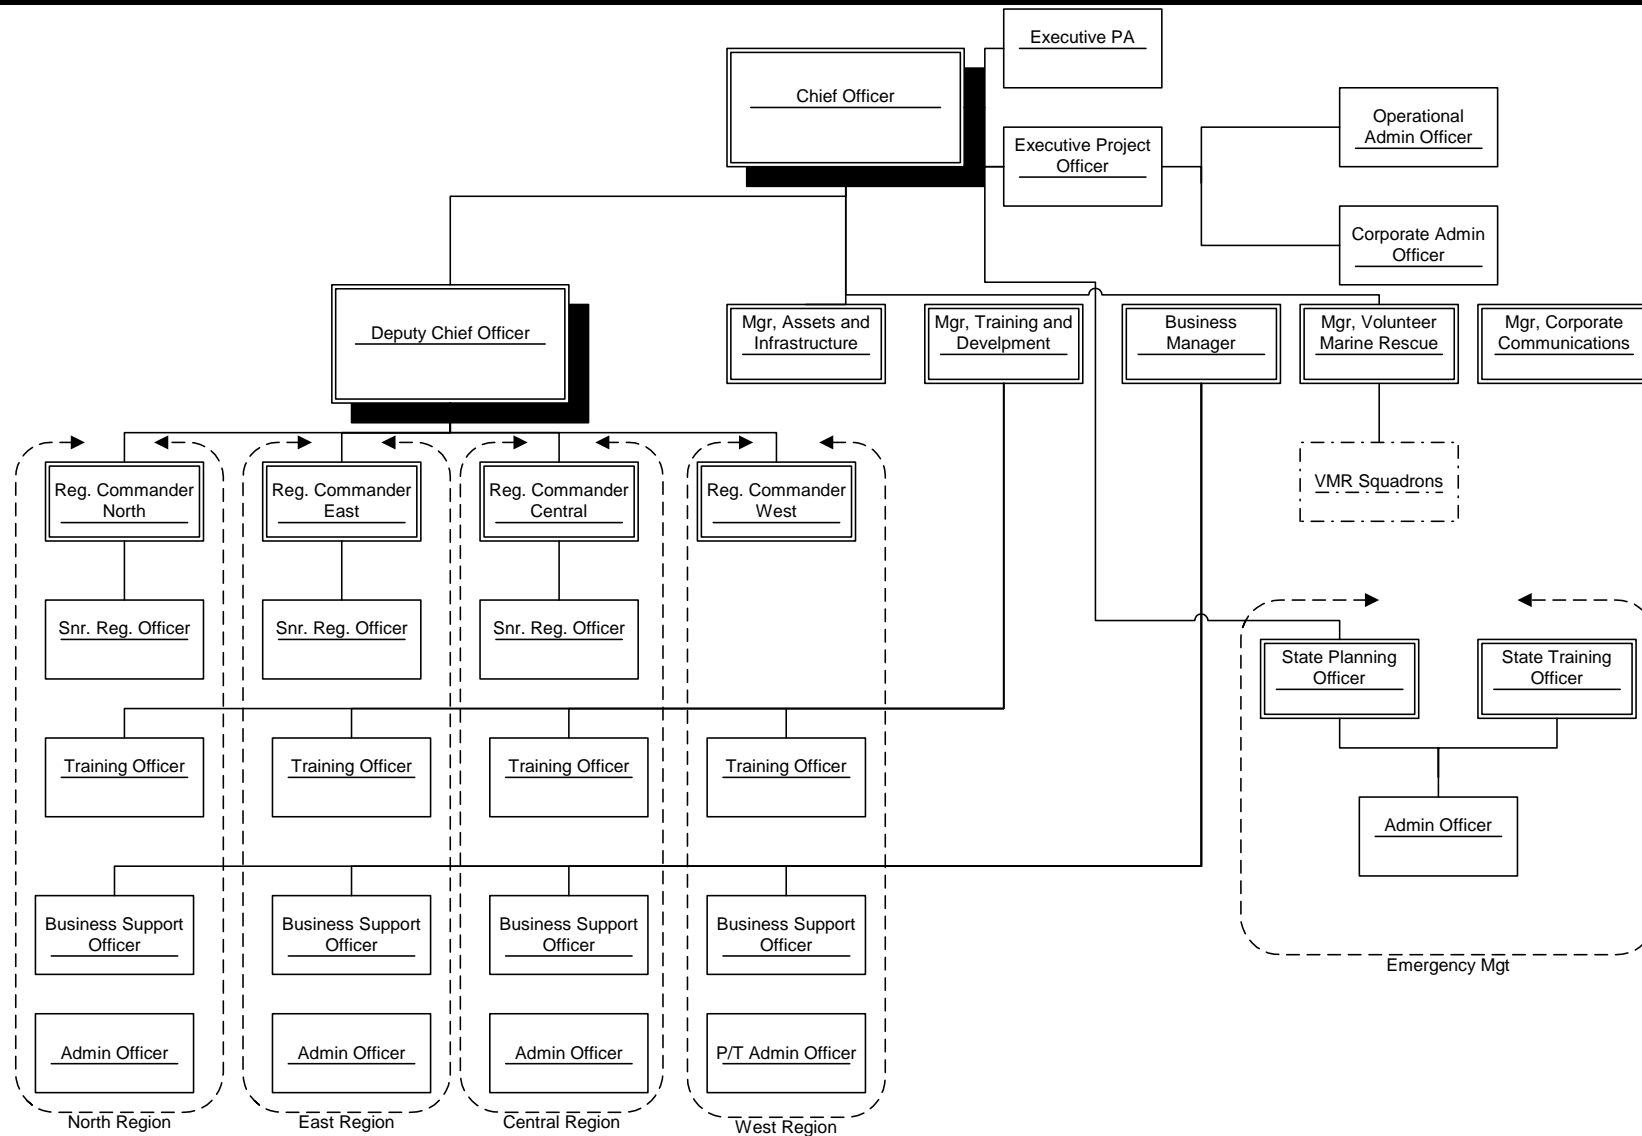 Executive PA
Chief Officer
Operational
Admin Officer
Executive Project
Officer
Corporate Admin
Officer
Deputy Chief Officer
Mgr, Assets and
Infrastructure
Mgr, Training and
Develpment
Business
Manager
Mgr, Volunteer
Marine Rescue
Mgr, Corporate
Communications
Reg. Commander
North
Reg. Commander
East
Reg. Commander
Central
Reg. Commander
West
VMR Squadrons
Snr. Reg. Officer
Snr. Reg. Officer
Snr. Reg. Officer
State Planning
Officer
State Training
Officer
Training Officer
Training Officer
Training Officer
Training Officer
Admin Officer
Business Support
Officer
Business Support
Officer
Business Support
Officer
Business Support
Officer
Emergency Mgt
Admin Officer
Admin Officer
Admin Officer
P/T Admin Officer
North Region
East Region
Central Region
West Region